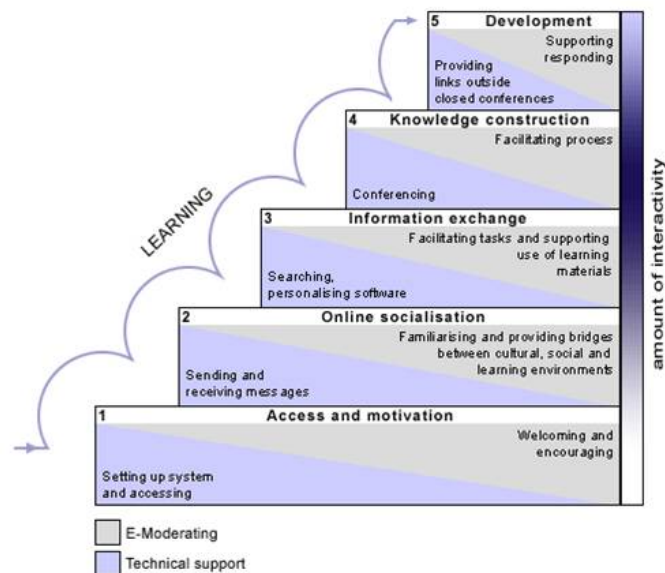 5 Development
Supporting
responding
Providing
links outside
closed conferences
4 Knowledge construction
Facilitating process
Conferencing
3 Information exchange
Facilitating tasks and supporting
use of learning
materials
Searching,
personalising software
2 Online socialisation
Familiarising and providing bridges
between cultural, social and
learning environments
Sending and
receiving messages
1 Access and motivation
Welcoming and
encouraging
Setting up system
and accessing
LEARNING
amount of interactivity
E-Moderating
Technical support